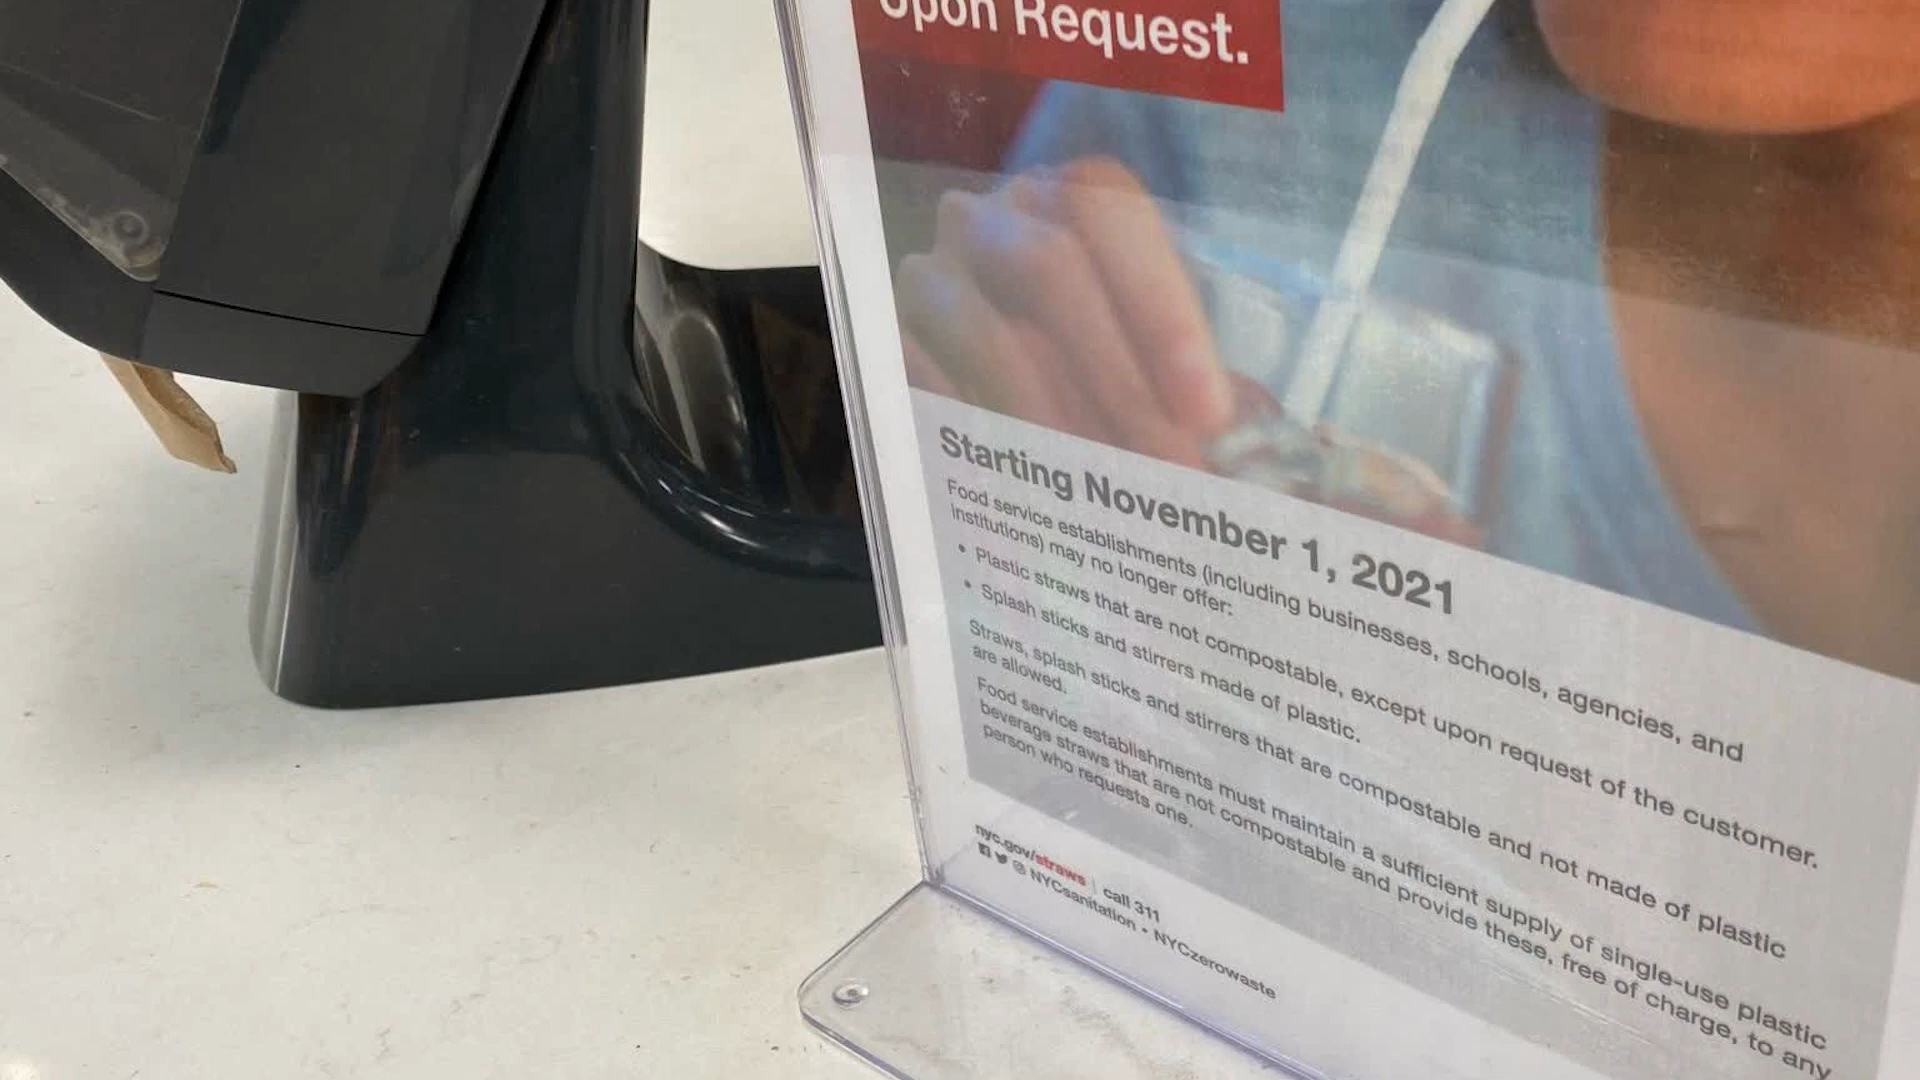 Upon Request.
Starting November 1, 2021
Food service establishments (including businesses, schools, agencies, and
institutions) may no longer offer:
• Plastic straws that are not compostable, except upon request of the customer.
• Splash sticks and stirrers made of plastic.
Straws, splash sticks and stirrers that are compostable and not made of plastic
are allowed.
Food service establishments must maintain a sufficient supply of single-use plastic
beverage straws that are not compostable and provide these, free of charge, to any
person who requests one.
nyc.gov/straws | call 311
NYCsanitation • NYCzerowaste